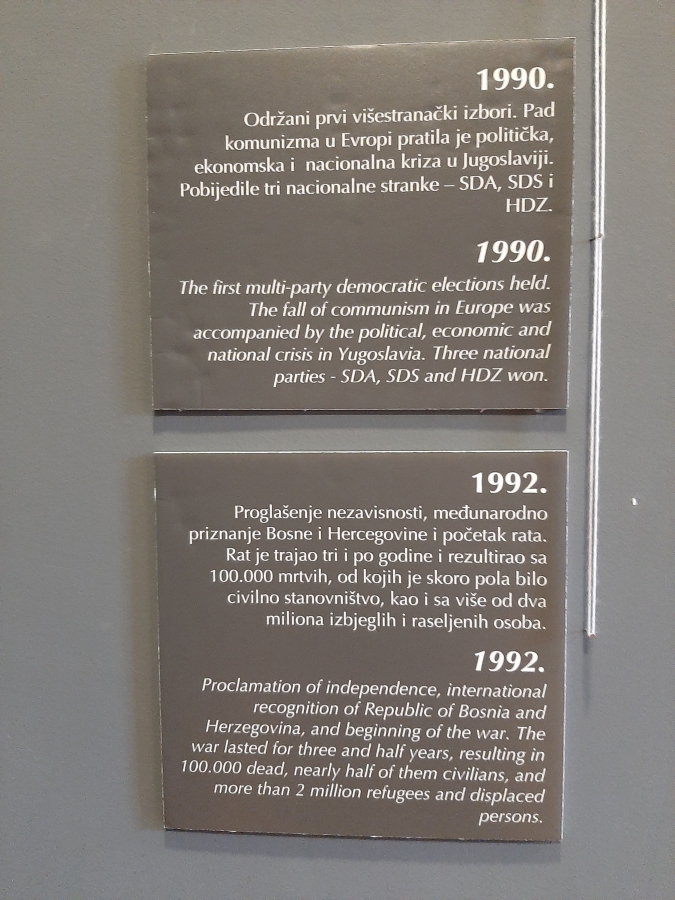 1990.
Održani prvi višestranački izbori. Pad
komunizma u Evropi pratila je politička,
ekonomska i nacionalna kriza u Jugoslaviji.
Pobijedile tri nacionalne stranke – SDA, SDS i
HDZ.
1990.
The first multi-party democratic elections held.
The fall of communism in Europe was
accompanied by the political, economic and
national crisis in Yugoslavia. Three national
parties - SDA, SDS and HDZ won.
1992.
Proglašenje nezavisnosti, međunarodno
priznanje Bosne i Hercegovine i početak rata.
Rat je trajao tri i po godine i rezultirao sa
100.000 mrtvih, od kojih je skoro pola bilo
civilno stanovništvo, kao i sa više od dva
miliona izbjeglih i raseljenih osoba.
1992.
Proclamation of independence, international
recognition of Republic of Bosnia and
Herzegovina, and beginning of the war. The
war lasted for three and half years, resulting in
100.000 dead, nearly half of them civilians, and
more than 2 million refugees and displaced
persons.